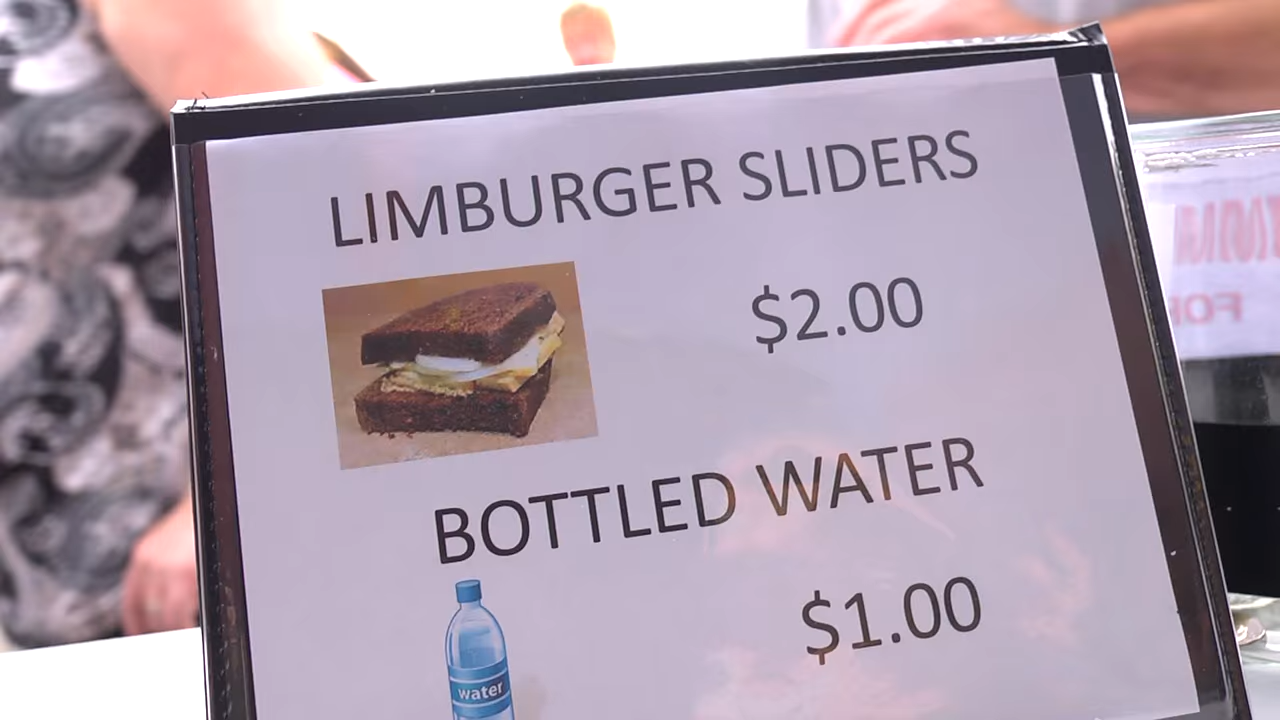 LIMBURGER SLIDERS
$2.00
BOTTLED WATER
$1.00
water